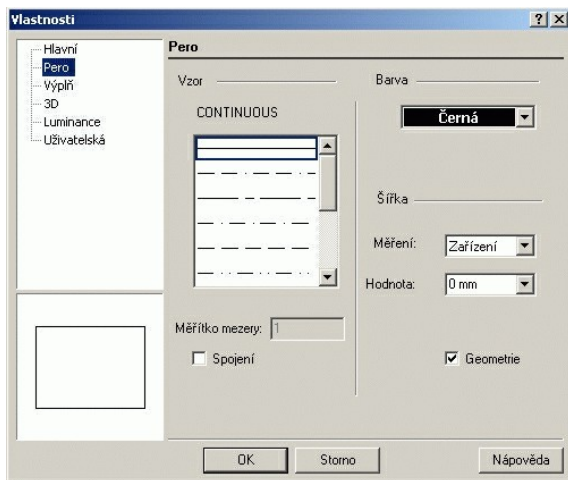 Vlastnosti
Hlavní
Pero
Výplň
3D
Luminance
Uživatelská
Pero
Vzor
CONTINUOUS
Měřítko mezery: 1
Spojení
Barva
Černá
Šířka
Měření: Zařízení
Hodnota: 0 mm
Geometrie
OK
Storno
Nápověda